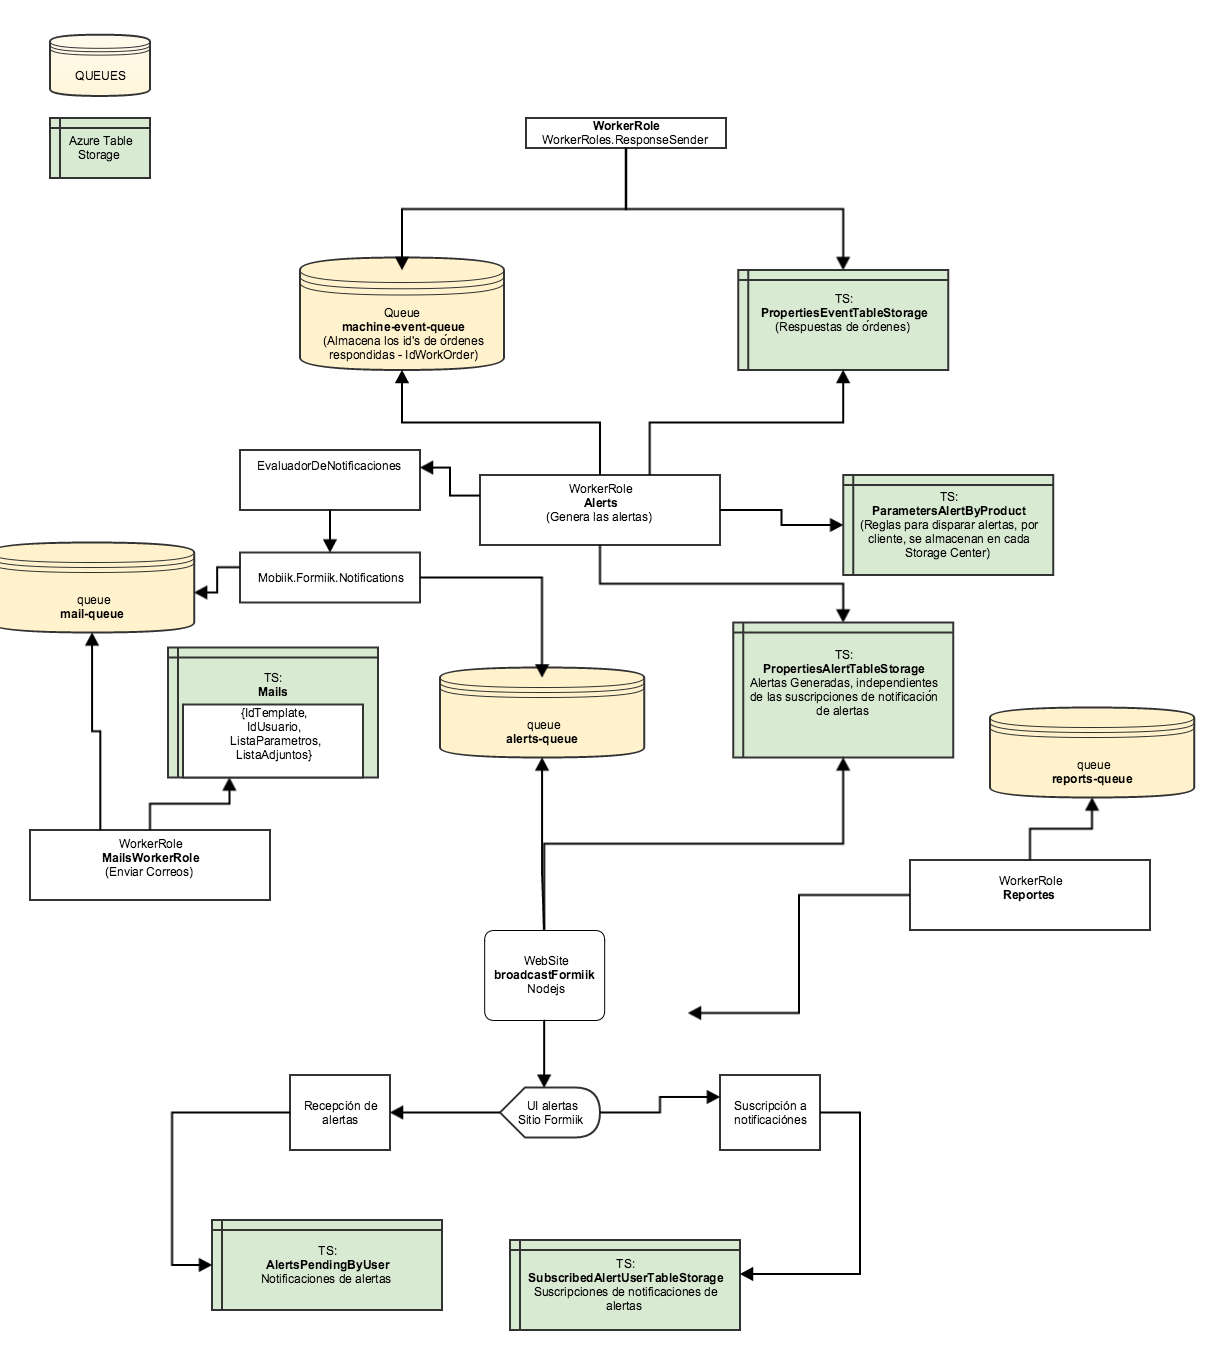 QUEUES
Azure Table
Storage
WorkerRole
WorkerRoles.ResponseSender
Queue
machine-event-queue
(Almacena los id's de órdenes
respondidas - IdWorkOrder)
TS:
PropertiesEventTableStorage
(Respuestas de órdenes)
EvaluadorDeNotificaciones
WorkerRole
Alerts
(Genera las alertas)
TS:
ParametersAlertByProduct
(Reglas para disparar alertas, por
cliente, se almacenan en cada
Storage Center)
Mobiik.Formiik.Notifications
queue
mail-queue
TS:
Mails
{IdTemplate,
IdUsuario,
ListaParametros,
ListaAdjuntos}
queue
alerts-queue
TS:
PropertiesAlertTableStorage
Alertas Generadas, independientes
de las suscripciones de notificación
de alertas
queue
reports-queue
WorkerRole
MailsWorkerRole
(Enviar Correos)
WorkerRole
Reportes
WebSite
broadcastFormiik
Nodejs
Recepción de
alertas
UI alertas
Sitio Formiik
Suscripción a
notificaciónes
TS:
AlertsPendingByUser
Notificaciones de alertas
TS:
SubscribedAlertUserTableStorage
Suscripciones de notificaciones de
alertas